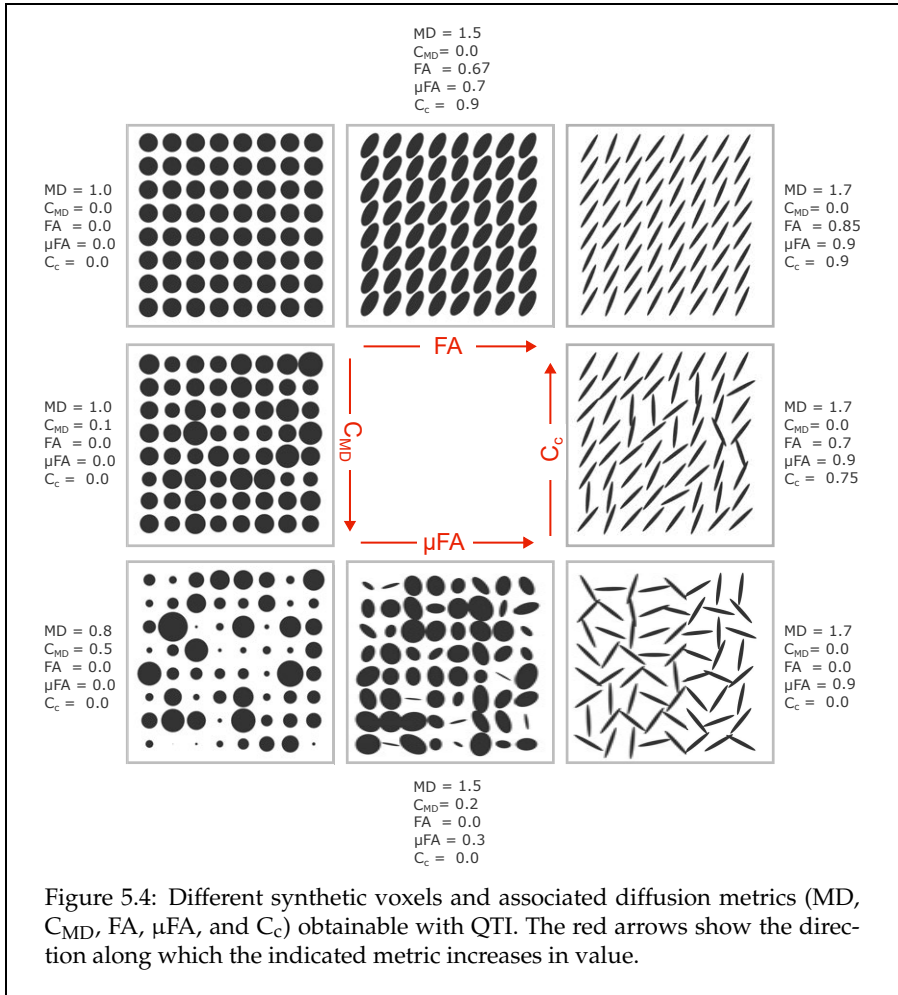 MD = 1.5
C_MD= 0.0
FA = 0.67
µFA = 0.7
C_c = 0.9
MD = 1.0
C_MD= 0.0
FA = 0.0
µFA = 0.0
C_c = 0.0
MD = 1.7
C_MD= 0.0
FA = 0.85
µFA = 0.9
C_c = 0.9
FA
MD = 1.0
C_MD= 0.1
FA = 0.0
µFA = 0.0
C_c = 0.0
C_MD
C_c
MD = 1.7
C_MD= 0.0
FA = 0.7
µFA = 0.9
C_c = 0.75
µFA
MD = 0.8
C_MD= 0.5
FA = 0.0
µFA = 0.0
C_c = 0.0
MD = 1.7
C_MD= 0.0
FA = 0.0
µFA = 0.9
C_c = 0.0
MD = 1.5
C_MD= 0.2
FA = 0.0
µFA = 0.3
C_c = 0.0
Figure 5.4: Different synthetic voxels and associated diffusion metrics (MD,
C_MD, FA, µFA, and C_c) obtainable with QTI. The red arrows show the direc-
tion along which the indicated metric increases in value.